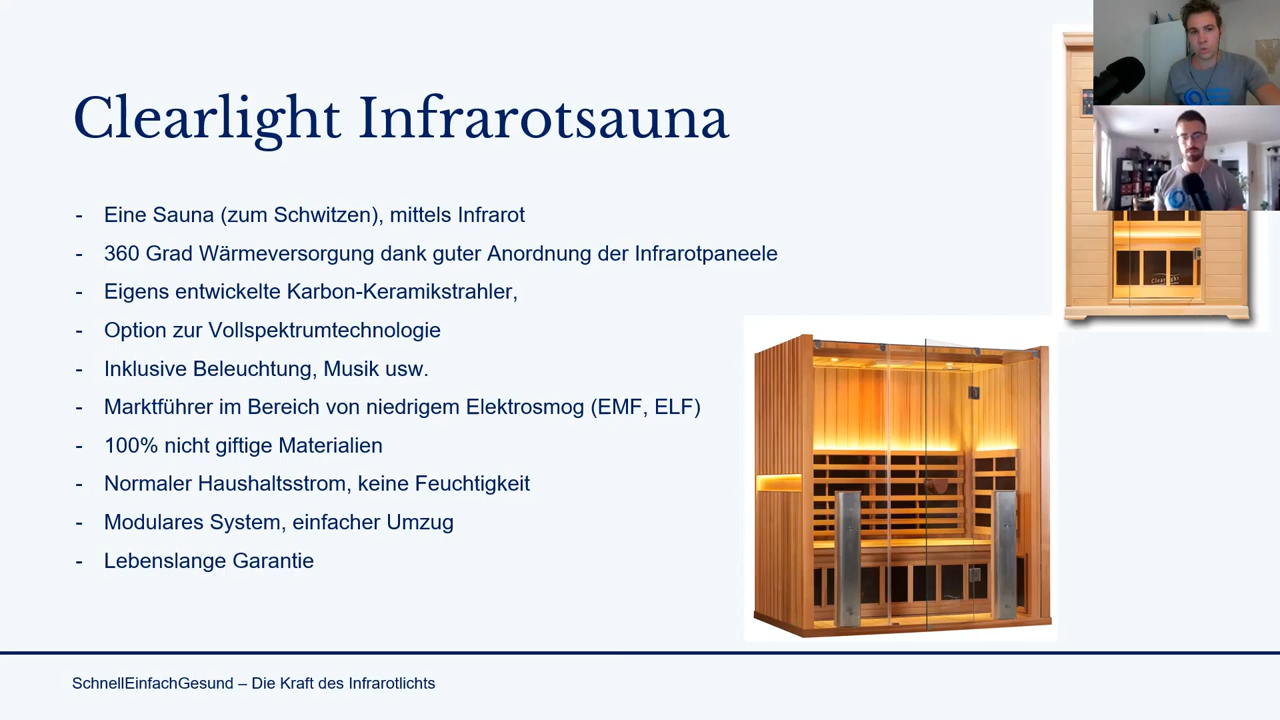 Clearlight Infrarotsauna
- Eine Sauna (zum Schwitzen), mittels Infrarot
- 360 Grad Wärmeversorgung dank guter Anordnung der Infrarotpaneele
- Eigens entwickelte Karbon-Keramikstrahler,
- Option zur Vollspektrumtechnologie
- Inklusive Beleuchtung, Musik usw.
- Marktführer im Bereich von niedrigem Elektrosmog (EMF, ELF)
- 100% nicht giftige Materialien
- Normaler Haushaltsstrom, keine Feuchtigkeit
- Modulares System, einfacher Umzug
- Lebenslange Garantie
Clearlight
SchnellEinfachGesund – Die Kraft des Infrarotlichts